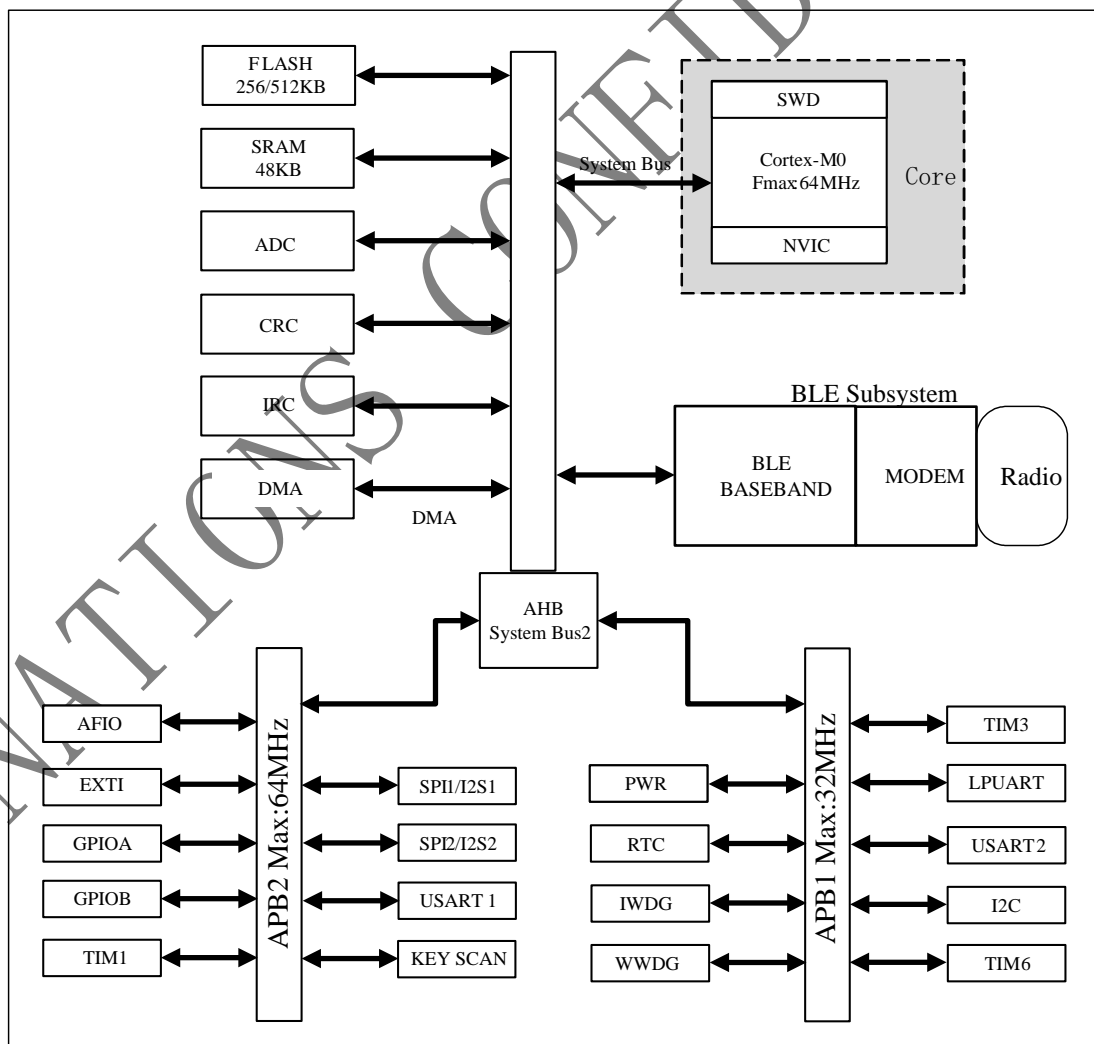 FLASH
256/512KB
SRAM
48KB
ADC
CRC
IRC
DMA
DMA
System Bus
SWD
Cortex-M0
Fmax:64MHz
NVIC
Core
BLE Subsystem
BLE
BASEBAND
MODEM
Radio
AHB
System Bus2
APB2 Max:64MHz
AFIO
EXTI
GPIOA
GPIOB
TIM1
SPI1/I2S1
SPI2/I2S2
USART 1
KEY SCAN
APB1 Max:32MHz
PWR
RTC
IWDG
WWDG
TIM3
LPUART
USART2
I2C
TIM6
NATIONS CONFID